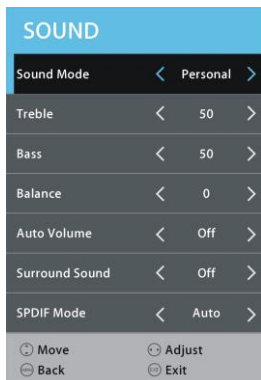 SOUND
Sound Mode Personal
Treble 50
Bass 50
Balance 0
Auto Volume Off
Surround Sound Off
SPDIF Mode Auto
Move Adjust
Back Exit